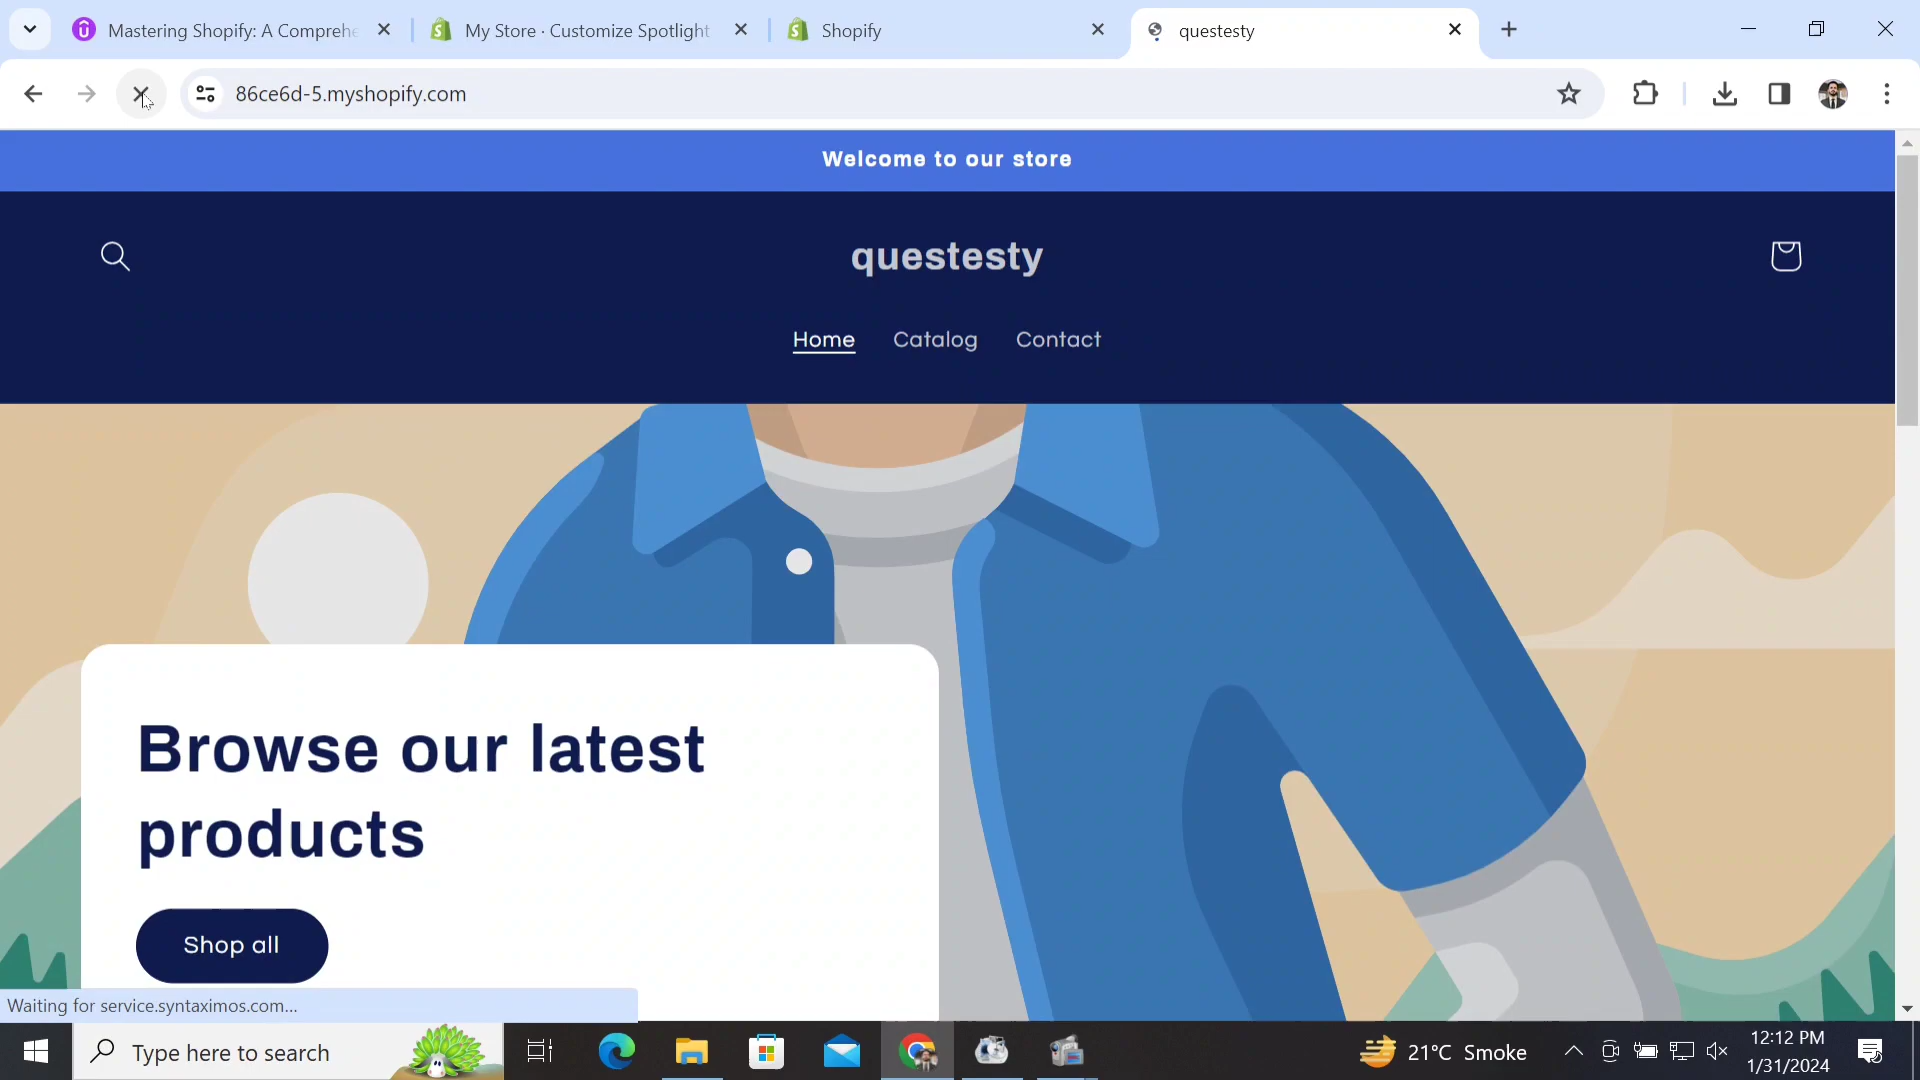 Mastering Shopify: A Comprehe
My Store · Customize Spotlight
Shopify
questesty
86ce6d-5.myshopify.com
Welcome to our store
questesty
Home Catalog Contact
Browse our latest
products
Shop all
Waiting for service.syntaximos.com...
Type here to search
21°C Smoke
12:12 PM
1/31/2024